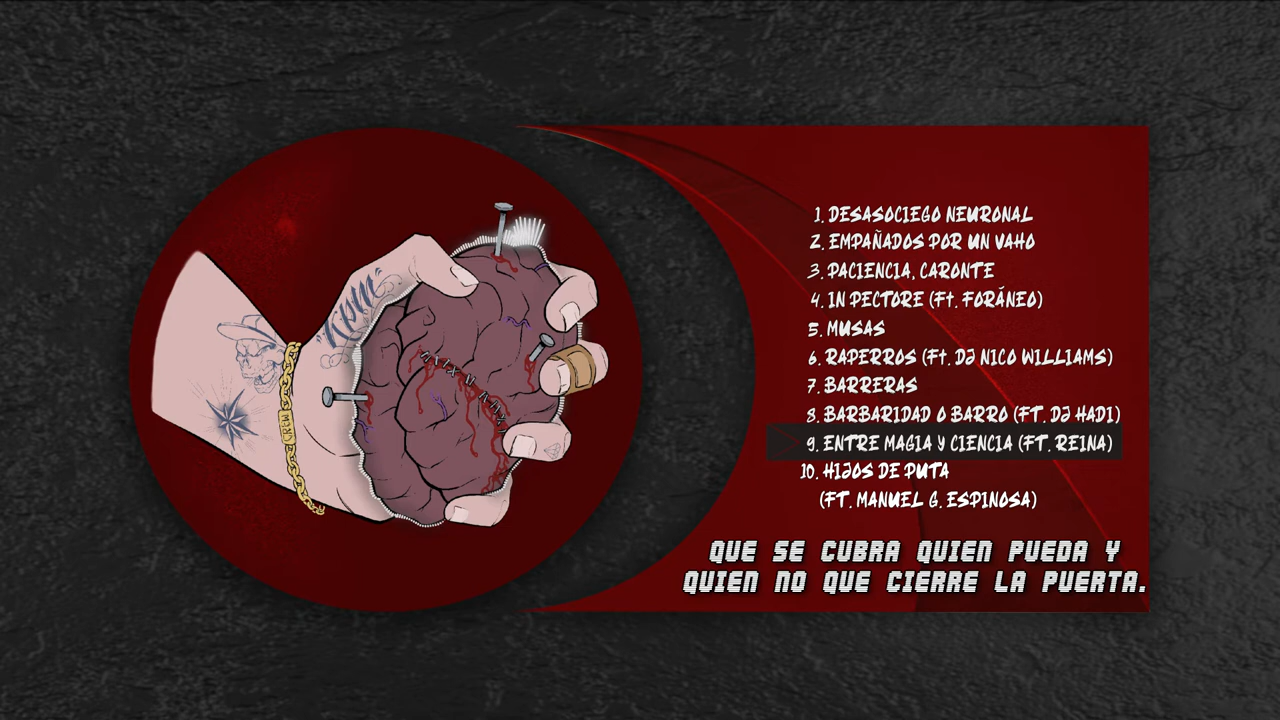 "Kpm"
KRGM
1. DESASOCIEGO NEURONAL
2. EMPAÑADOS POR UN VAHO
3. PACIENCIA, CARONTE
4. IN PECTORE (Ft. FORÁNEO)
5. MUSAS
6. RAPERROS (Ft. DJ NICO WILLIAMS)
7. BARRERAS
8. BARBARIDAD O BARRO (FT. DJ HADI)
9. ENTRE MAGIA Y CIENCIA (FT. REINA)
10. HIJOS DE PUTA
(FT. MANUEL G. ESPINOSA)
QUE SE CUBRA QUIEN PUEDA Y
QUIEN NO QUE CIERRE LA PUERTA.